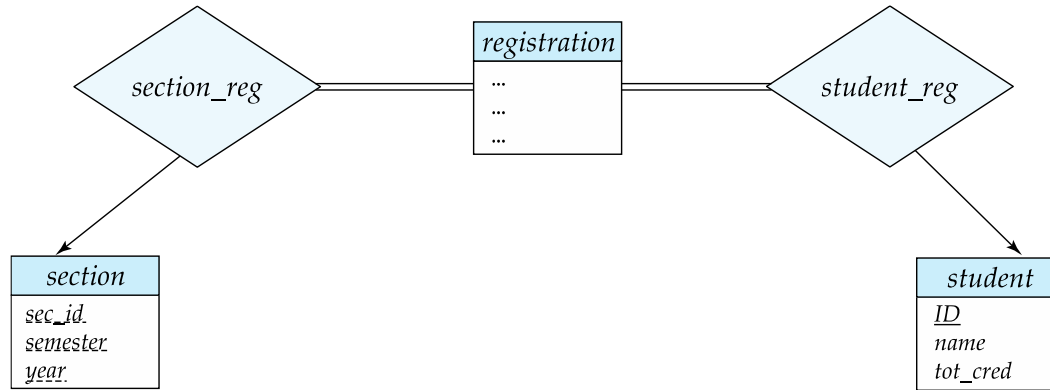 section_reg
registration
...
...
...
student_reg
section
sec_id
semester
year
student
ID
name
tot_cred